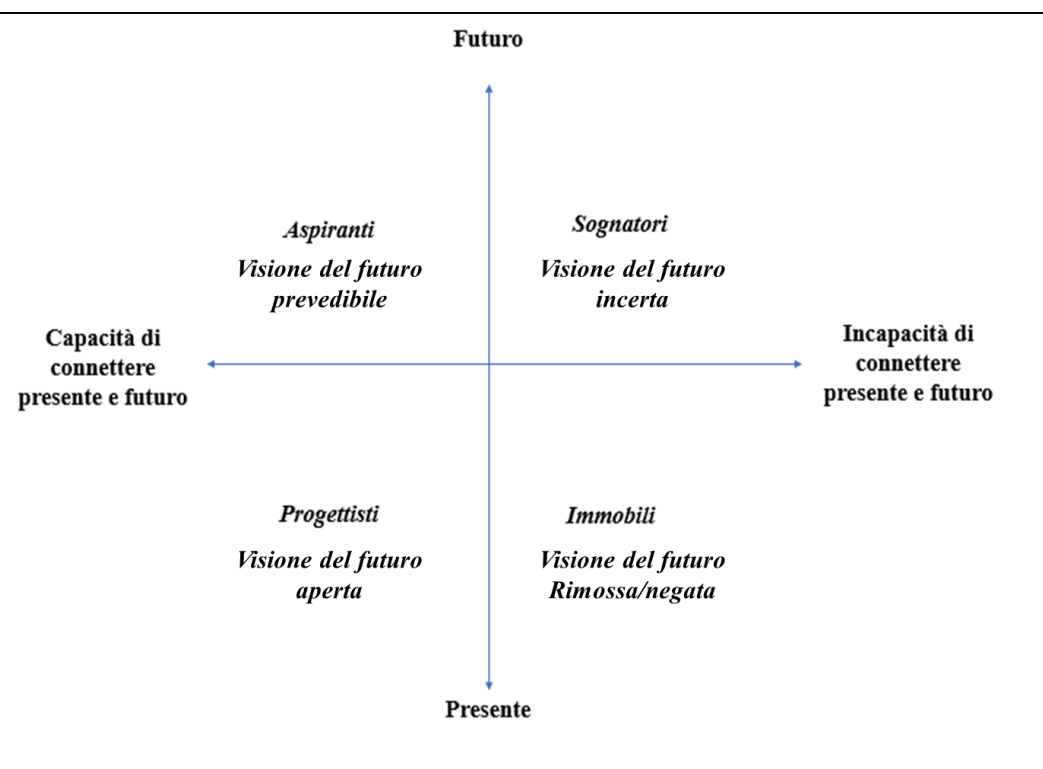 Futuro
Aspiranti
Visione del futuro
prevedibile
Sognatori
Visione del futuro
incerta
Capacità di
connettere
presente e futuro
Incapacità di
connettere
presente e futuro
Progettisti
Visione del futuro
aperta
Immobili
Visione del futuro
Rimossa/negata
Presente